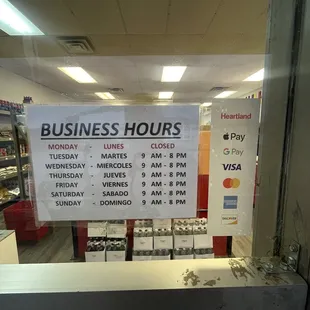 BUSINESS HOURS
MONDAY - LUNES CLOSED
TUESDAY - MARTES 9 AM - 8 PM
WEDNESDAY - MIERCOLES 9 AM - 8 PM
THURSDAY - JUEVES 9 AM - 8 PM
FRIDAY - VIERNES 9 AM - 8 PM
SATURDAY - SABADO 9 AM - 8 PM
SUNDAY - DOMINGO 9 AM - 8 PM
Heartland
Pay
G Pay
VISA